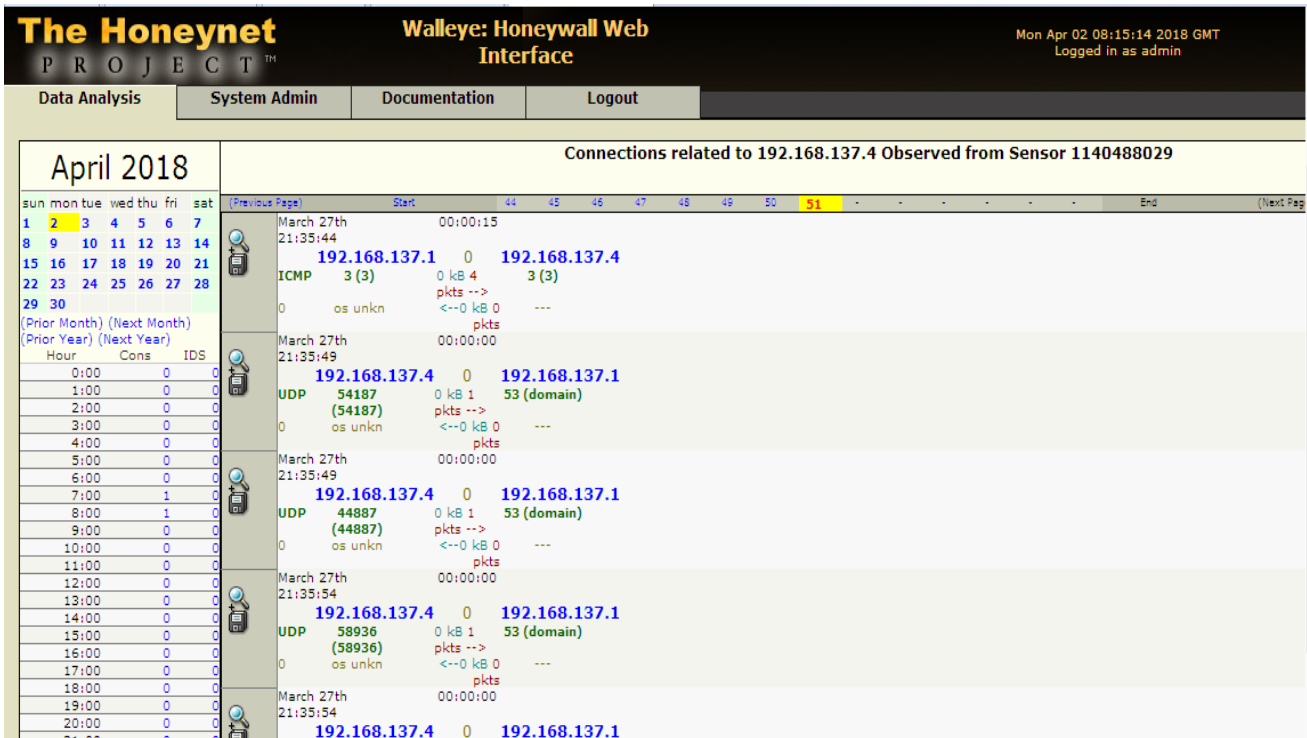 The Honeynet
PROJECT™
Walleye: Honeywall Web
Interface
Mon Apr 02 08:15:14 2018 GMT
Logged in as admin
Data Analysis System Admin Documentation Logout
April 2018
sun mon tue wed thu fri sat
1 2 3 4 5 6 7
8 9 10 11 12 13 14
15 16 17 18 19 20 21
22 23 24 25 26 27 28
29 30
(Prior Month) (Next Month)
(Prior Year) (Next Year)
Hour Cons IDS
0:00 0 0
1:00 0 0
2:00 0 0
3:00 0 0
4:00 0 0
5:00 0 0
6:00 0 0
7:00 1 0
8:00 1 0
9:00 0 0
10:00 0 0
11:00 0 0
12:00 0 0
13:00 0 0
14:00 0 0
15:00 0 0
16:00 0 0
17:00 0 0
18:00 0 0
19:00 0 0
20:00 0 0
Connections related to 192.168.137.4 Observed from Sensor 1140488029
(Previous Page) Start 44 45 46 47 48 49 50 51 - - - - - - End (Next Pag
March 27th 00:00:15
21:35:44
192.168.137.1 0 192.168.137.4
ICMP 3 (3) 0 kB 4 3 (3)
pkts -->
0 os unkn <--0 kB 0 ---
pkts
March 27th 00:00:00
21:35:49
192.168.137.4 0 192.168.137.1
UDP 54187 0 kB 1 53 (domain)
(54187) pkts -->
0 os unkn <--0 kB 0 ---
pkts
March 27th 00:00:00
21:35:49
192.168.137.4 0 192.168.137.1
UDP 44887 0 kB 1 53 (domain)
(44887) pkts -->
0 os unkn <--0 kB 0 ---
pkts
March 27th 00:00:00
21:35:54
192.168.137.4 0 192.168.137.1
UDP 58936 0 kB 1 53 (domain)
(58936) pkts -->
0 os unkn <--0 kB 0 ---
pkts
March 27th 00:00:00
21:35:54
192.168.137.4 0 192.168.137.1